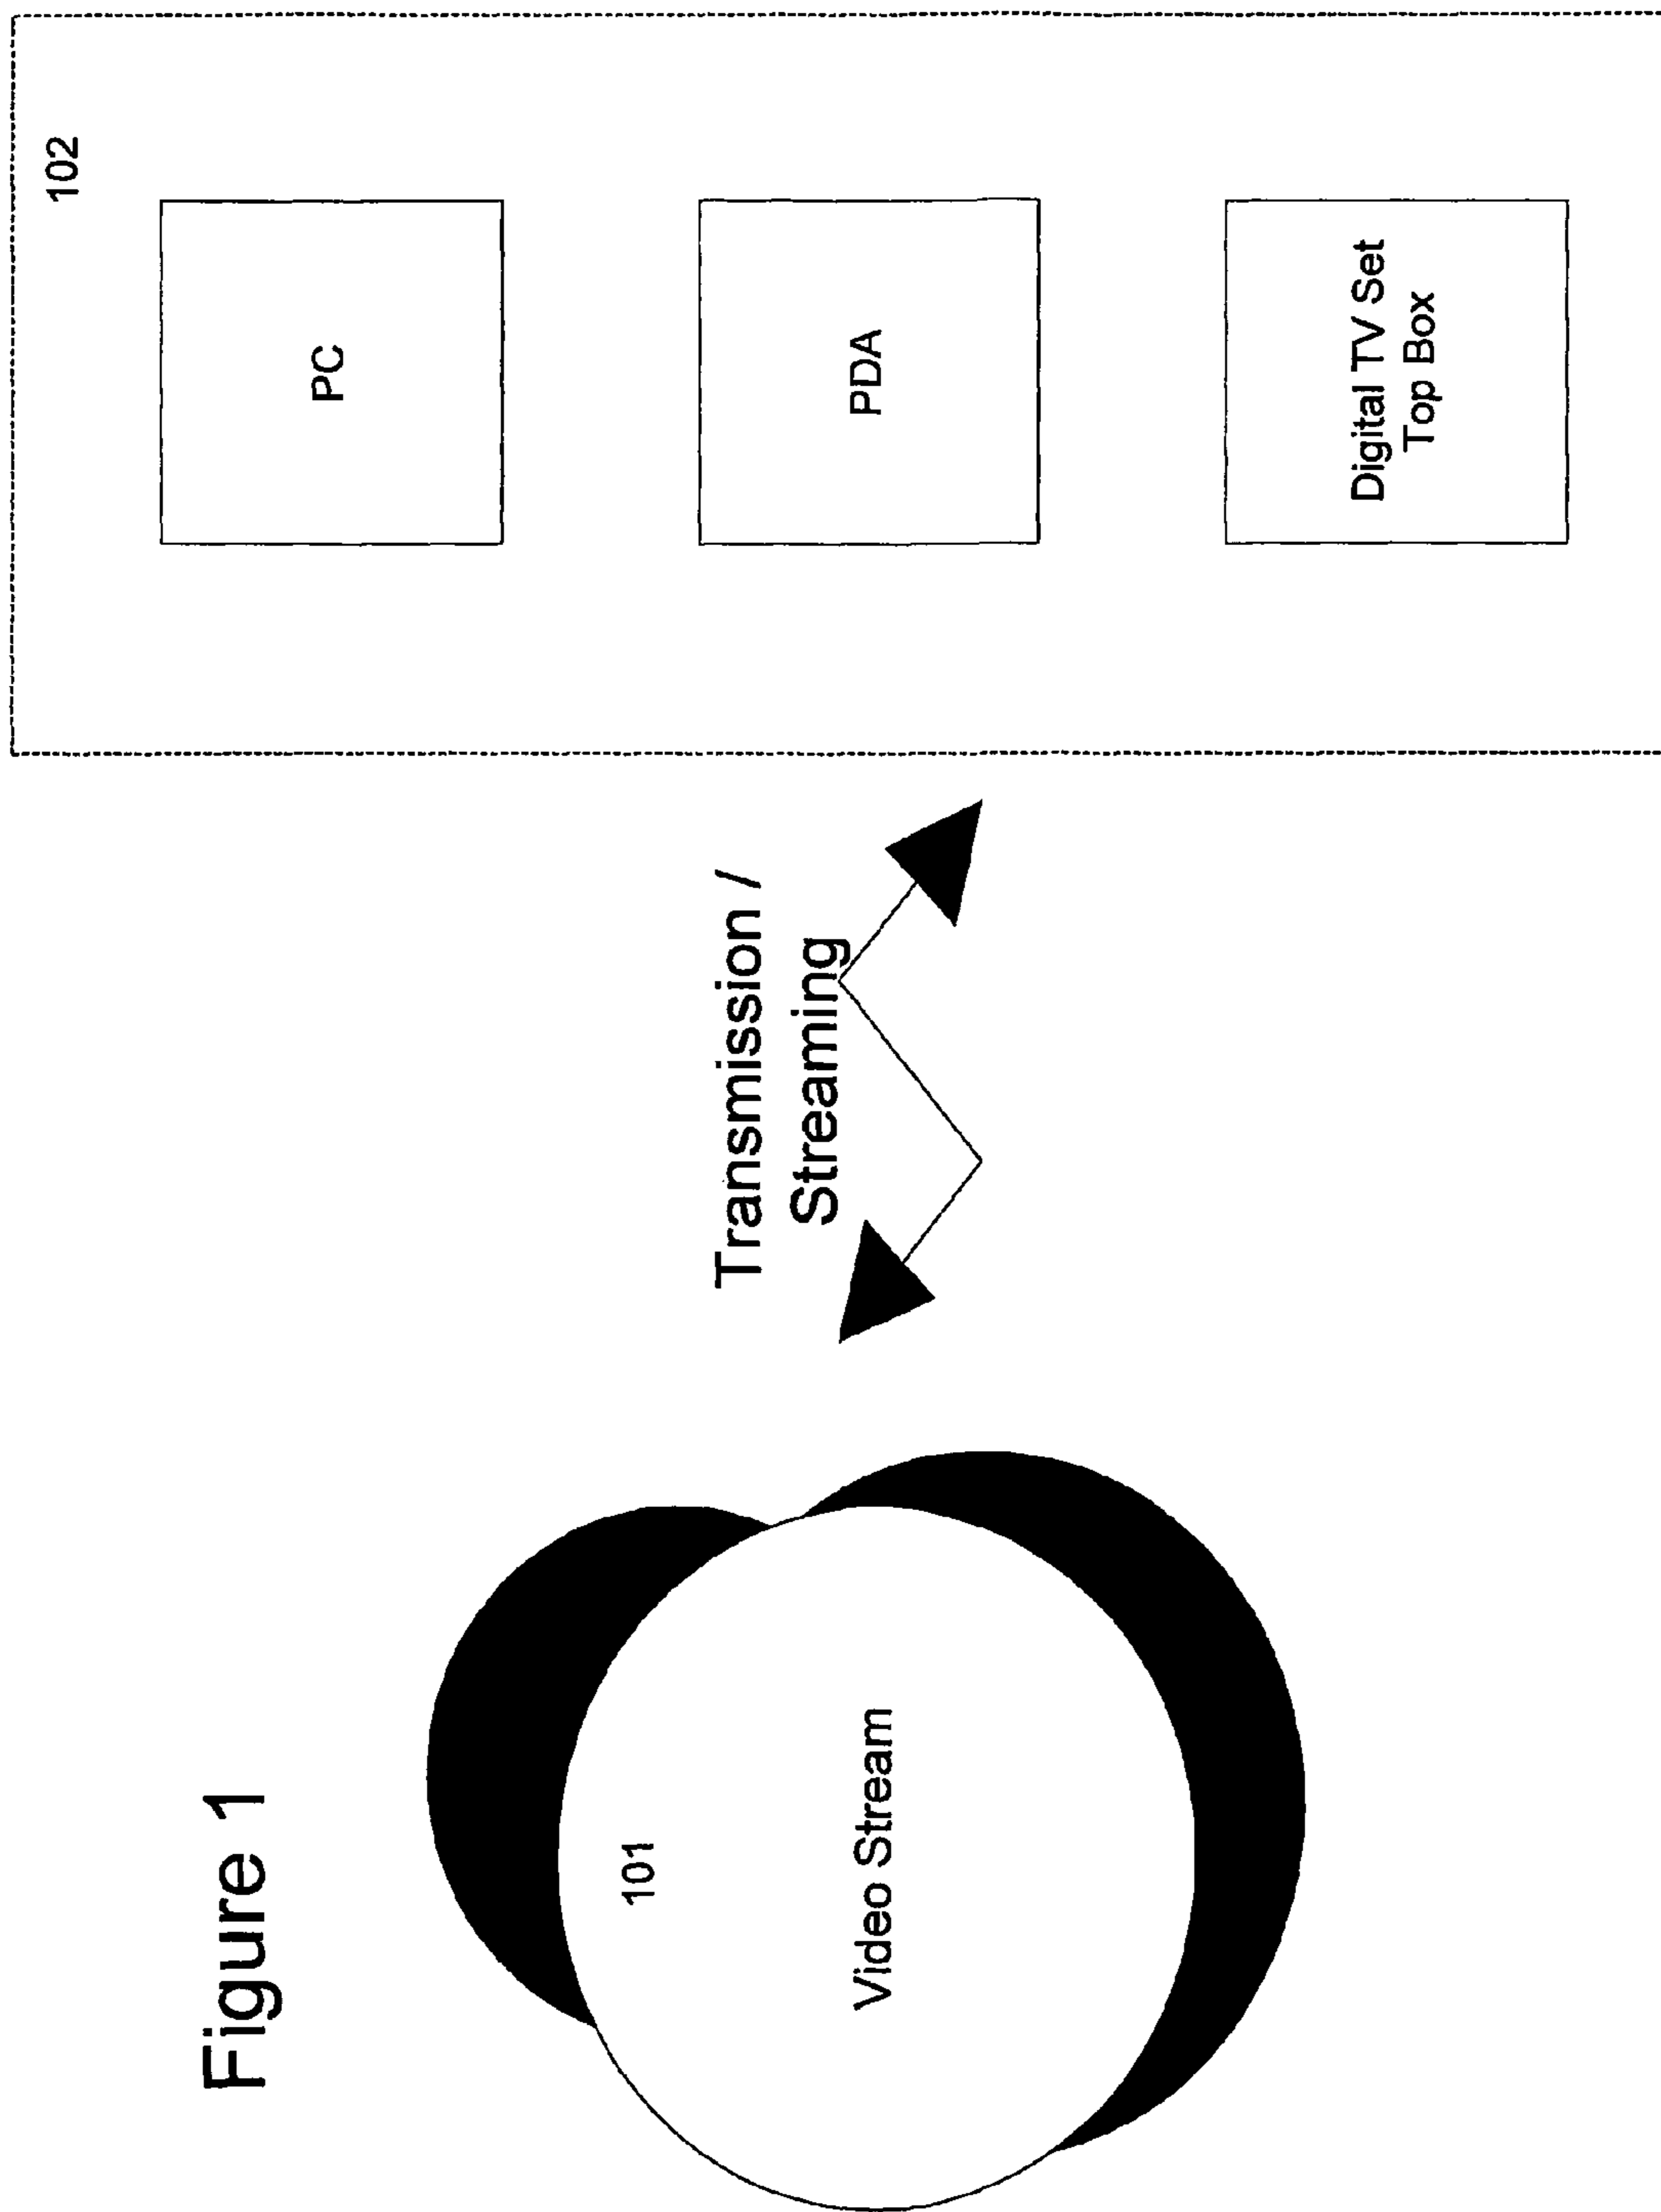 Figure 1
101
Video Stream
Transmission /
Streaming
102
PC
PDA
Digital TV Set
Top Box